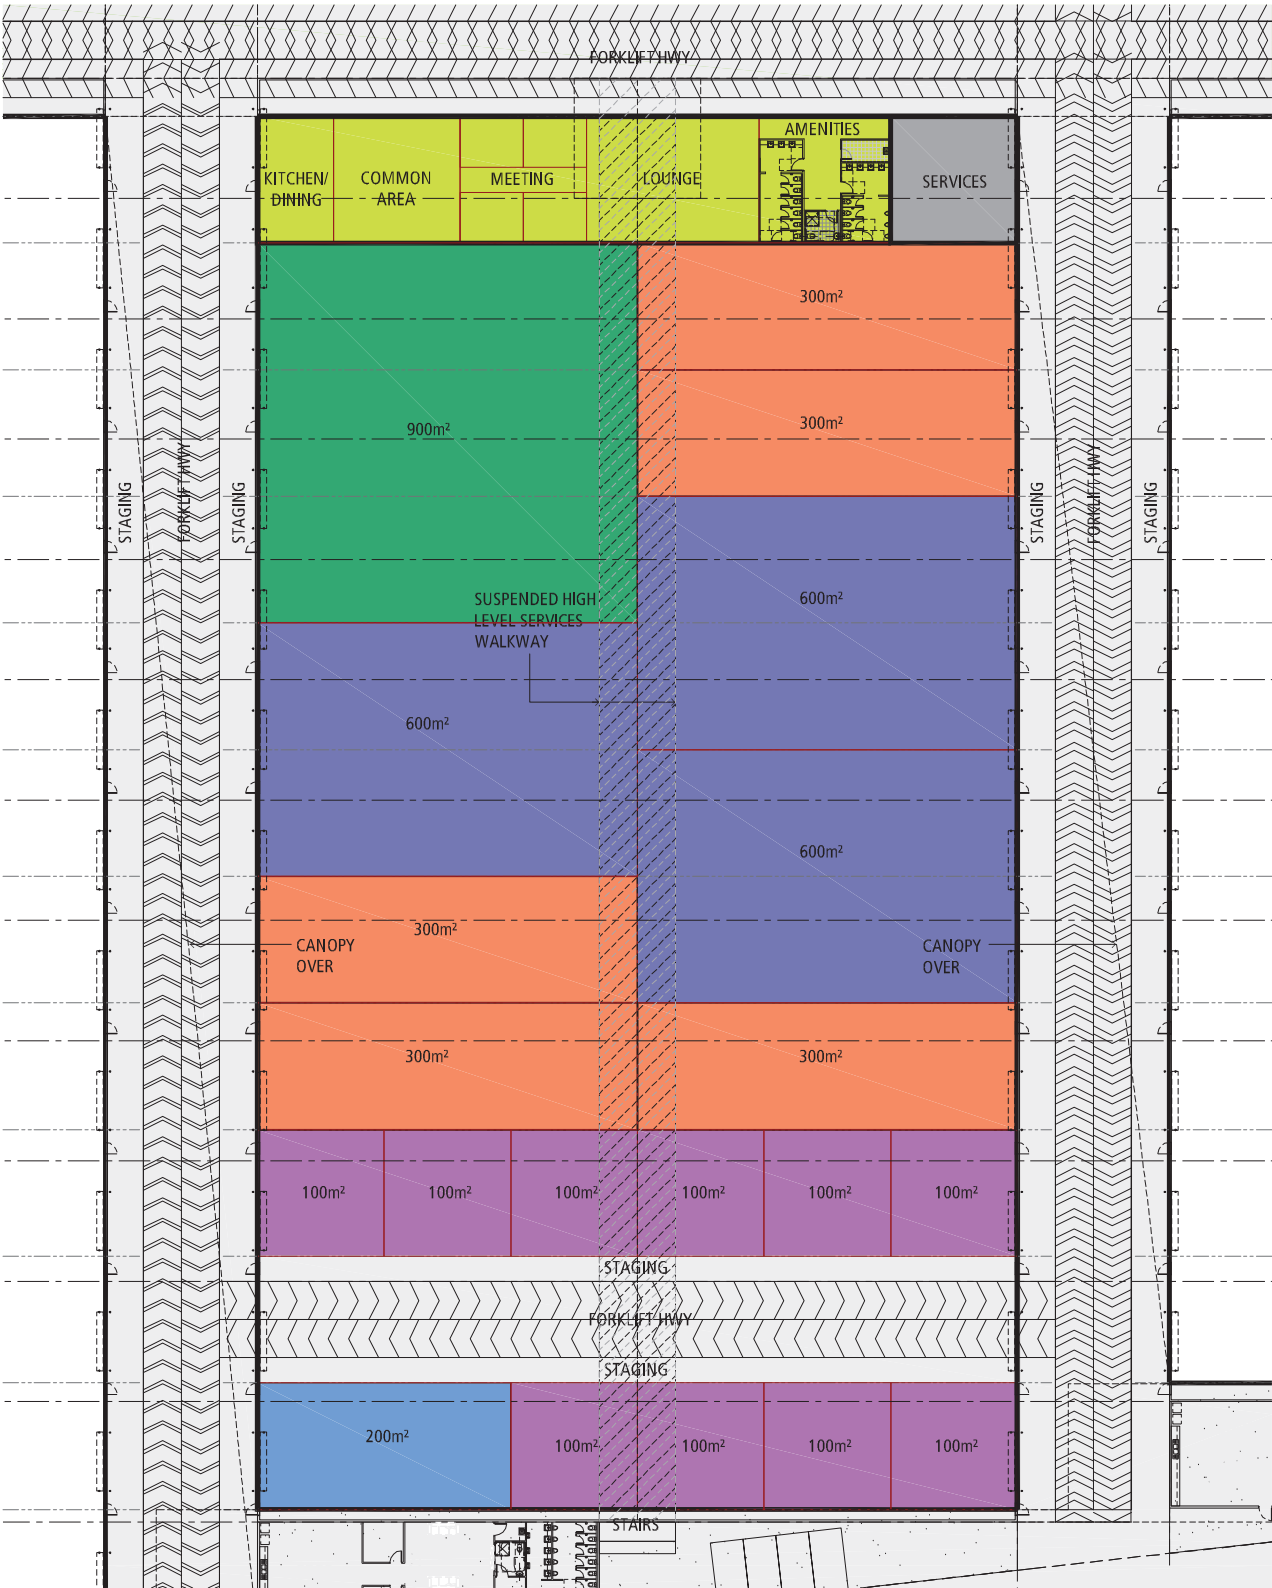 FORKLIFT HWY
AMENITIES
KITCHEN/
DINING
COMMON
AREA
MEETING
LOUNGE
SERVICES
300m²
300m²
900m²
STAGING
FORKLIFT HWY
STAGING
STAGING
FORKLIFT HWY
STAGING
SUSPENDED HIGH
LEVEL SERVICES
WALKWAY
600m²
600m²
600m²
300m²
CANOPY
OVER
CANOPY
OVER
300m²
300m²
100m²
100m²
100m²
100m²
100m²
100m²
STAGING
FORKLIFT HWY
STAGING
200m²
100m²
100m²
100m²
100m²
STAIRS